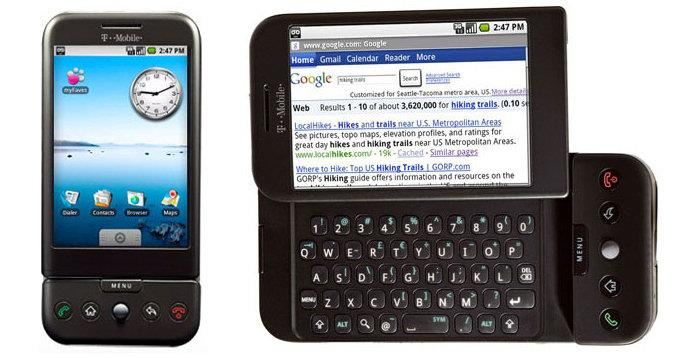 T··Mobile·
2:47 PM
myFaves
Dialer Contacts Browser Maps
MENU
T··Mobile·
3G 2:47 PM
www.google.com: Google
Home Gmail Calendar Reader More
Google hiking trails Search Advanced Search
Preferences
Customized for Seattle-Tacoma metro area, US. More detail
Web Results 1 - 10 of about 3,620,000 for hiking trails. (0.10 se
LocalHikes - Hikes and trails near U.S. Metropolitan Areas
See pictures, topo maps, elevation profiles, and ratings for
great day hikes and hiking trails near US Metropolitan Areas.
www.localhikes.com/ - 19k - Cached - Similar pages
Where to Hike: Top US Hiking Trails | GORP.com
GORP's Hiking guide offers information and resources on the
MENU
1 2 @ 3 # 4 $ 5 % 6 ^ 7 & 8 * 9 ( 0 )
Q W E R T Y U I O P
A S D F G H J K L DEL
MENU Z X C V B N M
ALT @ , SYM . ALT